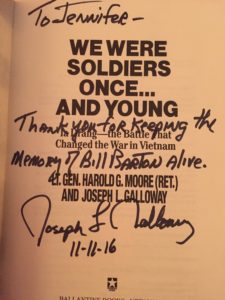 To Jennifer-
WE WERE
SOLDIERS
ONCE...
AND YOUNG
Thank you for keeping the
Ia Drang—the Battle That
Changed the War in Vietnam
Memory of Bill Barton Alive.
LT. GEN. HAROLD G. MOORE (RET.)
AND JOSEPH L. GALLOWAY
Joseph L Galloway
11-11-16